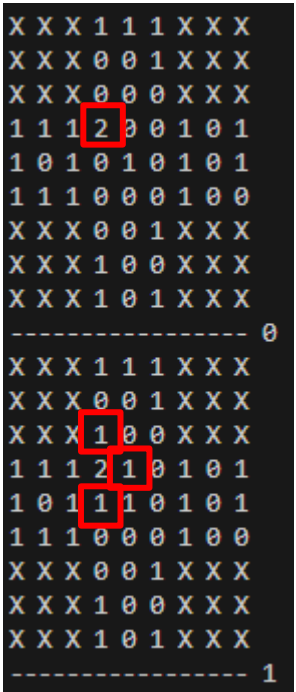 X X X 1 1 1 X X X
X X X 0 0 1 X X X
X X X 0 0 0 X X X
1 1 1 2 0 0 1 0 1
1 0 1 0 1 0 1 0 1
1 1 1 0 0 0 1 0 0
X X X 0 0 1 X X X
X X X 1 0 0 X X X
X X X 1 0 1 X X X
------------------ 0
X X X 1 1 1 X X X
X X X 0 0 1 X X X
X X X 1 0 0 X X X
1 1 1 2 1 0 1 0 1
1 0 1 1 1 0 1 0 1
1 1 1 0 0 0 1 0 0
X X X 0 0 1 X X X
X X X 1 0 0 X X X
X X X 1 0 1 X X X
------------------ 1